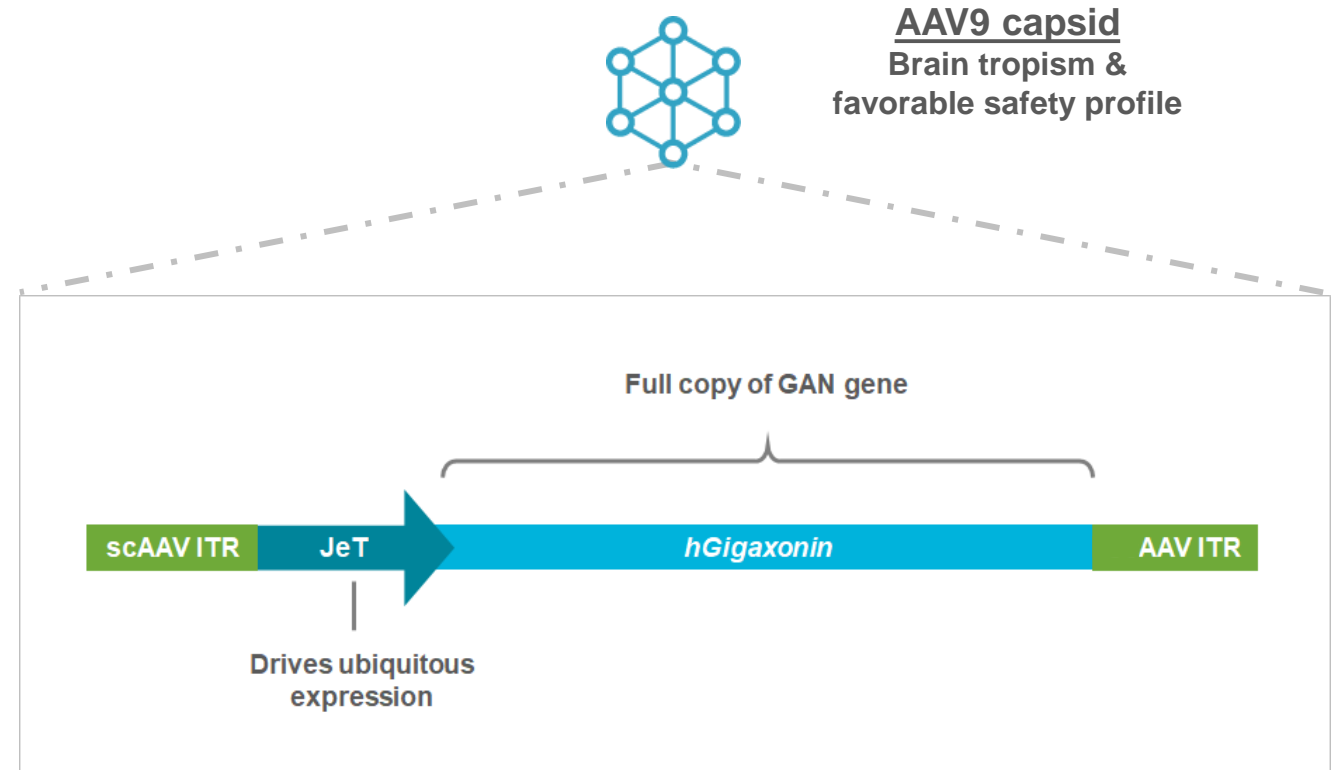 AAV9 capsid
Brain tropism &
favorable safety profile
Full copy of GAN gene
scAAV ITR
JeT
hGigaxonin
AAV ITR
Drives ubiquitous
expression